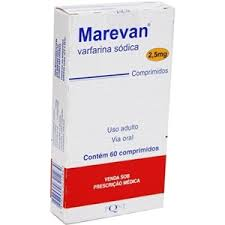 Marevan®
varfarina sódica
2,5mg
Comprimidos
Uso adulto
Via oral
Contém 60 comprimidos
VENDA SOB
PRESCRIÇÃO MÉDICA